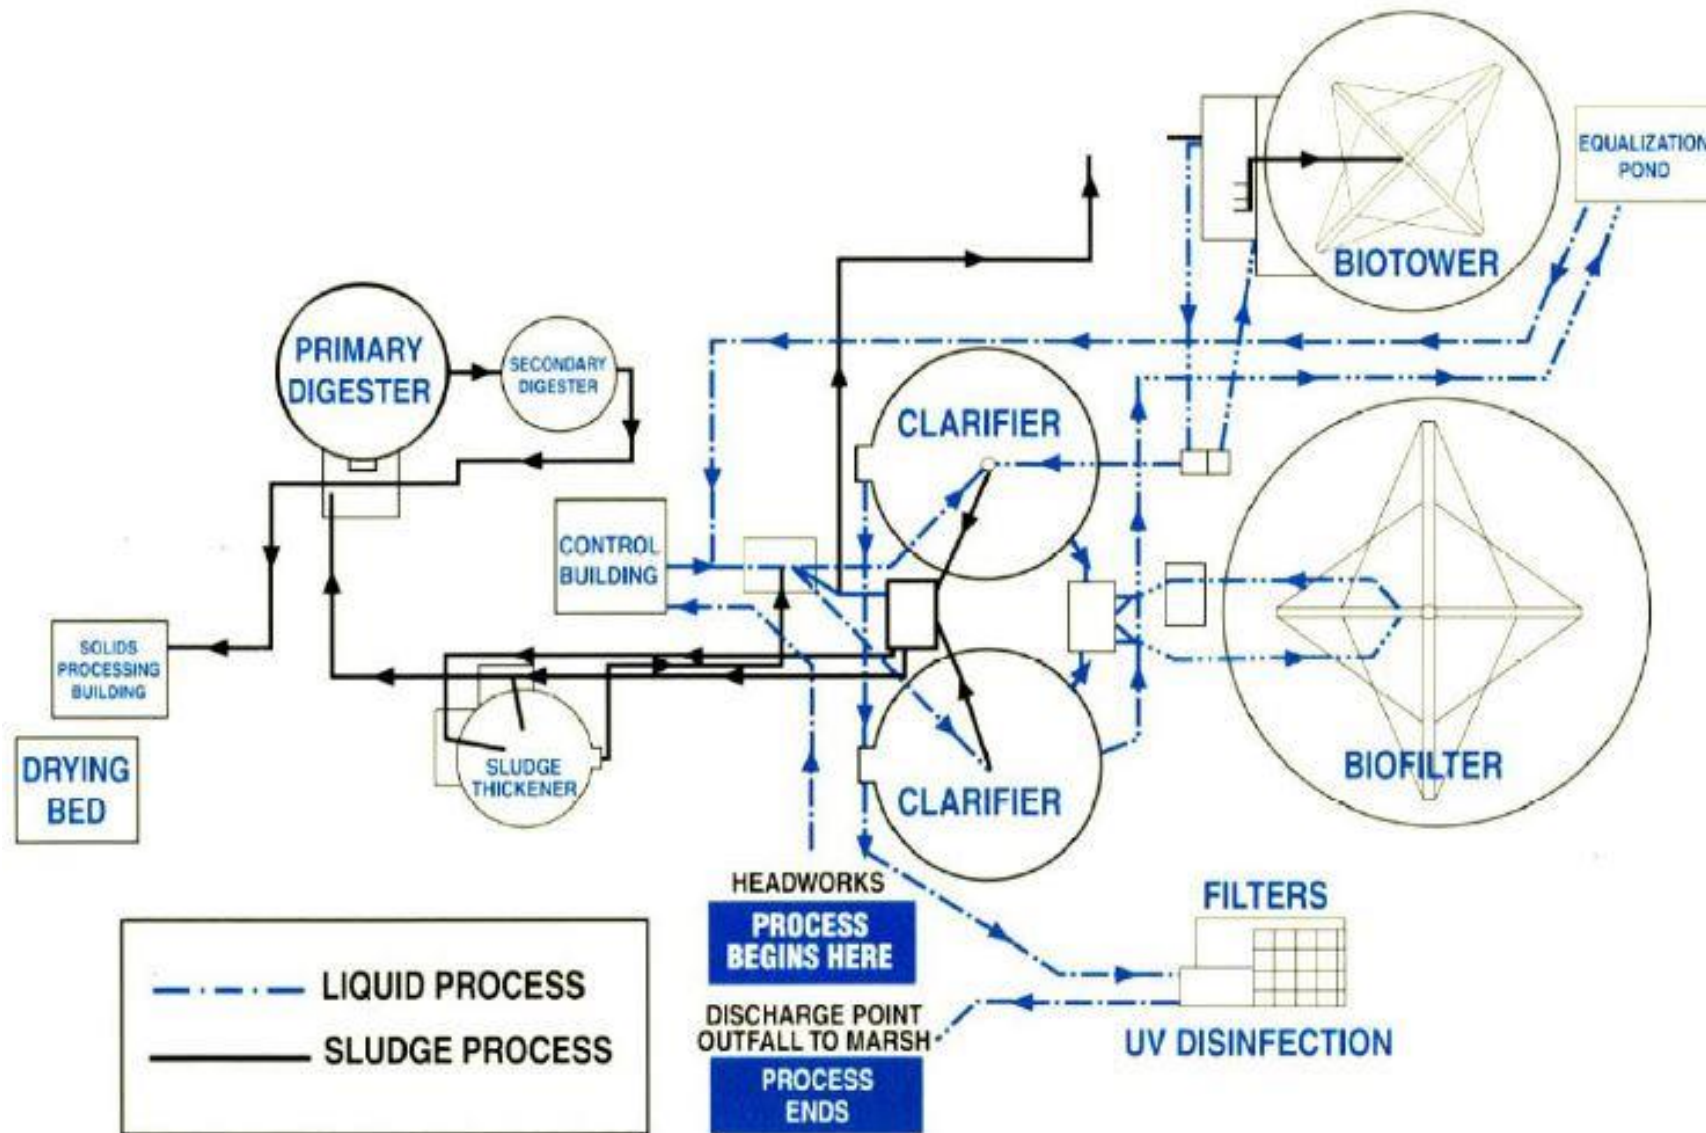 EQUALIZATION
POND
BIOTOWER
PRIMARY
DIGESTER
SECONDARY
DIGESTER
CLARIFIER
CONTROL
BUILDING
SOLIDS
PROCESSING
BUILDING
DRYING
BED
SLUDGE
THICKENER
CLARIFIER
BIOFILTER
HEADWORKS
PROCESS
BEGINS HERE
FILTERS
LIQUID PROCESS
SLUDGE PROCESS
DISCHARGE POINT
OUTFALL TO MARSH
UV DISINFECTION
PROCESS
ENDS